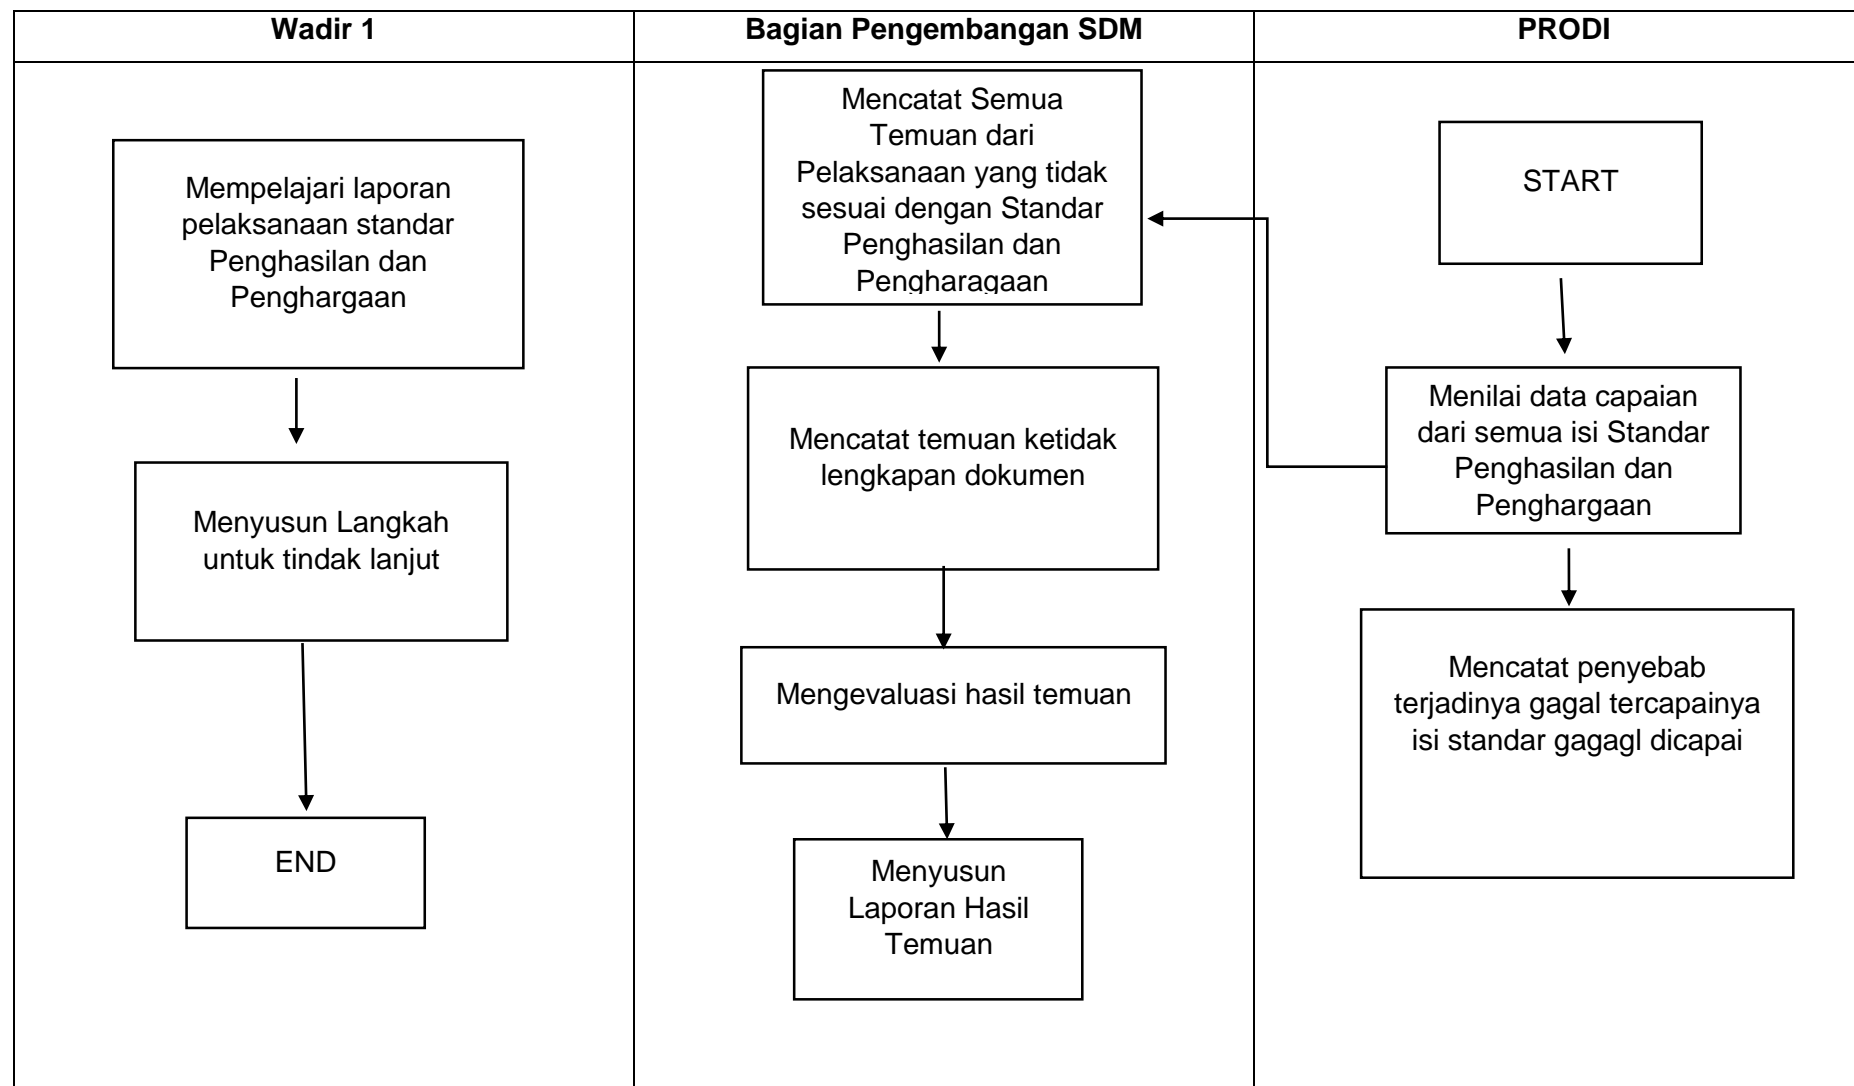 Wadir 1
Bagian Pengembangan SDM
PRODI
Mempelajari laporan
pelaksanaan standar
Penghasilan dan
Penghargaan
Menyusun Langkah
untuk tindak lanjut
END
Mencatat Semua
Temuan dari
Pelaksanaan yang tidak
sesuai dengan Standar
Penghasilan dan
Pengharagaan
Mencatat temuan ketidak
lengkapan dokumen
Mengevaluasi hasil temuan
Menyusun
Laporan Hasil
Temuan
START
Menilai data capaian
dari semua isi Standar
Penghasilan dan
Penghargaan
Mencatat penyebab
terjadinya gagal tercapainya
isi standar gagagl dicapai